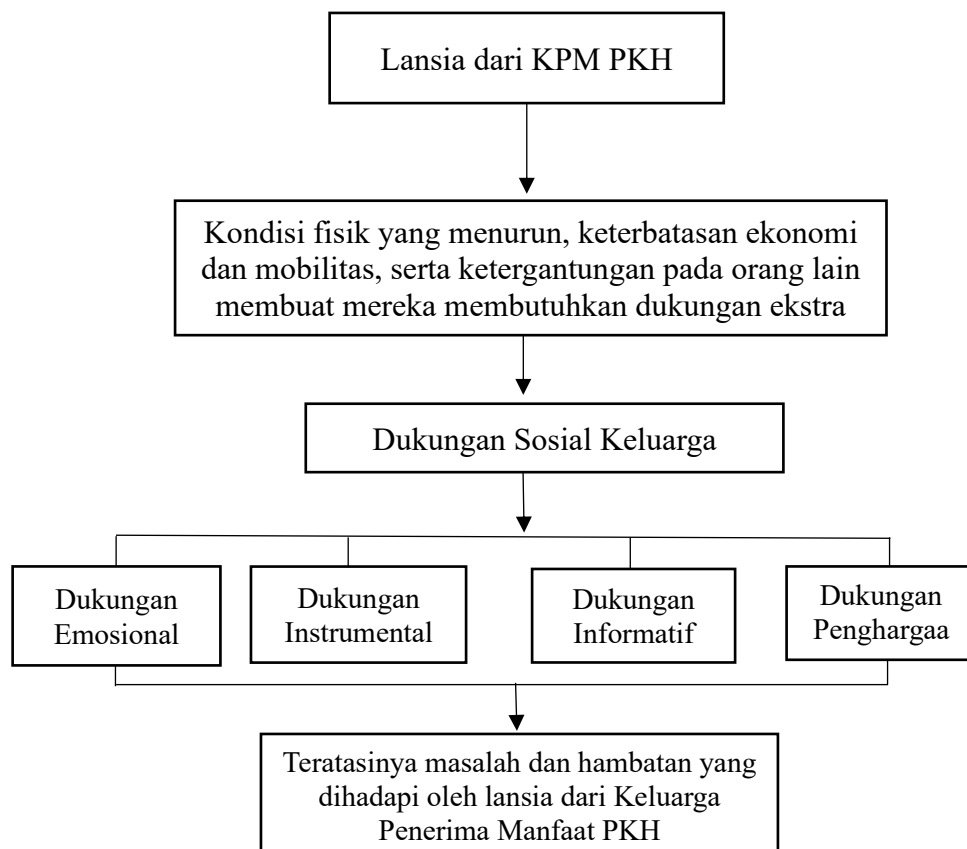 Lansia dari KPM PKH
Kondisi fisik yang menurun, keterbatasan ekonomi
dan mobilitas, serta ketergantungan pada orang lain
membuat mereka membutuhkan dukungan ekstra
Dukungan Sosial Keluarga
Dukungan
Emosional
Dukungan
Instrumental
Dukungan
Informatif
Dukungan
Penghargaa
Teratasinya masalah dan hambatan yang
dihadapi oleh lansia dari Keluarga
Penerima Manfaat PKH